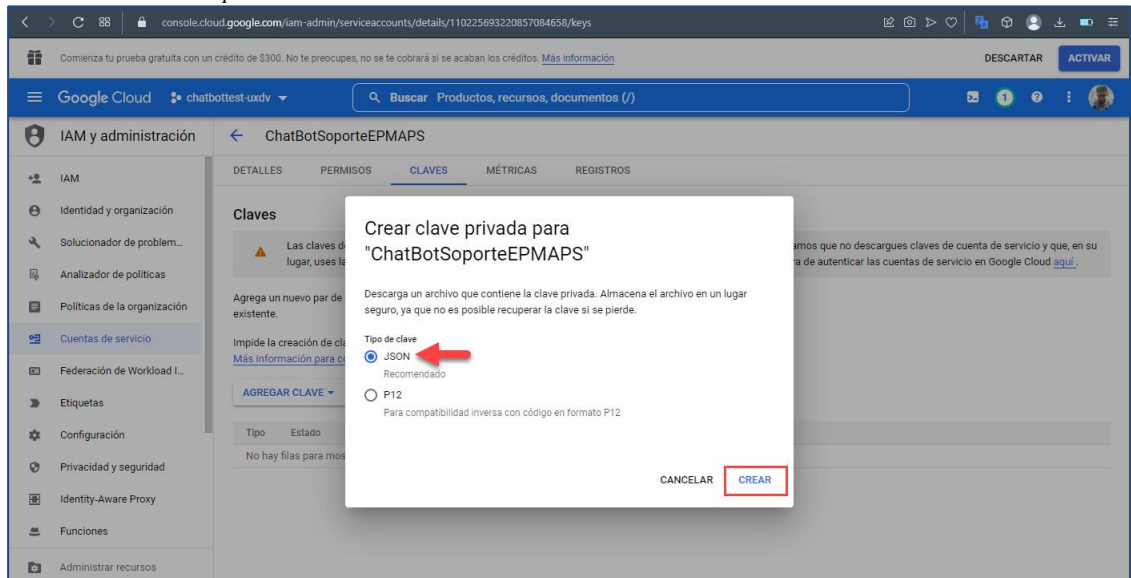 console.cloud.google.com/iam-admin/serviceaccounts/details/110225693220857084658/keys
Comienza tu prueba gratuita con un crédito de $300. No te preocupes, no se te cobrará si se acaban los créditos. Más información
DESCARTAR
ACTIVAR
Google Cloud
chatbottest-uxdv
Buscar Productos, recursos, documentos (/)
1
IAM y administración
ChatBotSoporteEPMAPS
DETALLES
PERMISOS
CLAVES
MÉTRICAS
REGISTROS
IAM
Identidad y organización
Solucionador de problem...
Analizador de políticas
Políticas de la organización
Cuentas de servicio
Federación de Workload I...
Etiquetas
Configuración
Privacidad y seguridad
Identity-Aware Proxy
Funciones
Administrar recursos
Claves
Las claves d
lugar, uses la
amos que no descargues claves de cuenta de servicio y que, en su
ra de autenticar las cuentas de servicio en Google Cloud aquí .
Agrega un nuevo par de
existente.
Impide la creación de cla
Más información para co
AGREGAR CLAVE
Tipo
Estado
No hay filas para mos
Crear clave privada para
"ChatBotSoporteEPMAPS"
Descarga un archivo que contiene la clave privada. Almacena el archivo en un lugar
seguro, ya que no es posible recuperar la clave si se pierde.
Tipo de clave
JSON
Recomendado
P12
Para compatibilidad inversa con código en formato P12
CANCELAR
CREAR